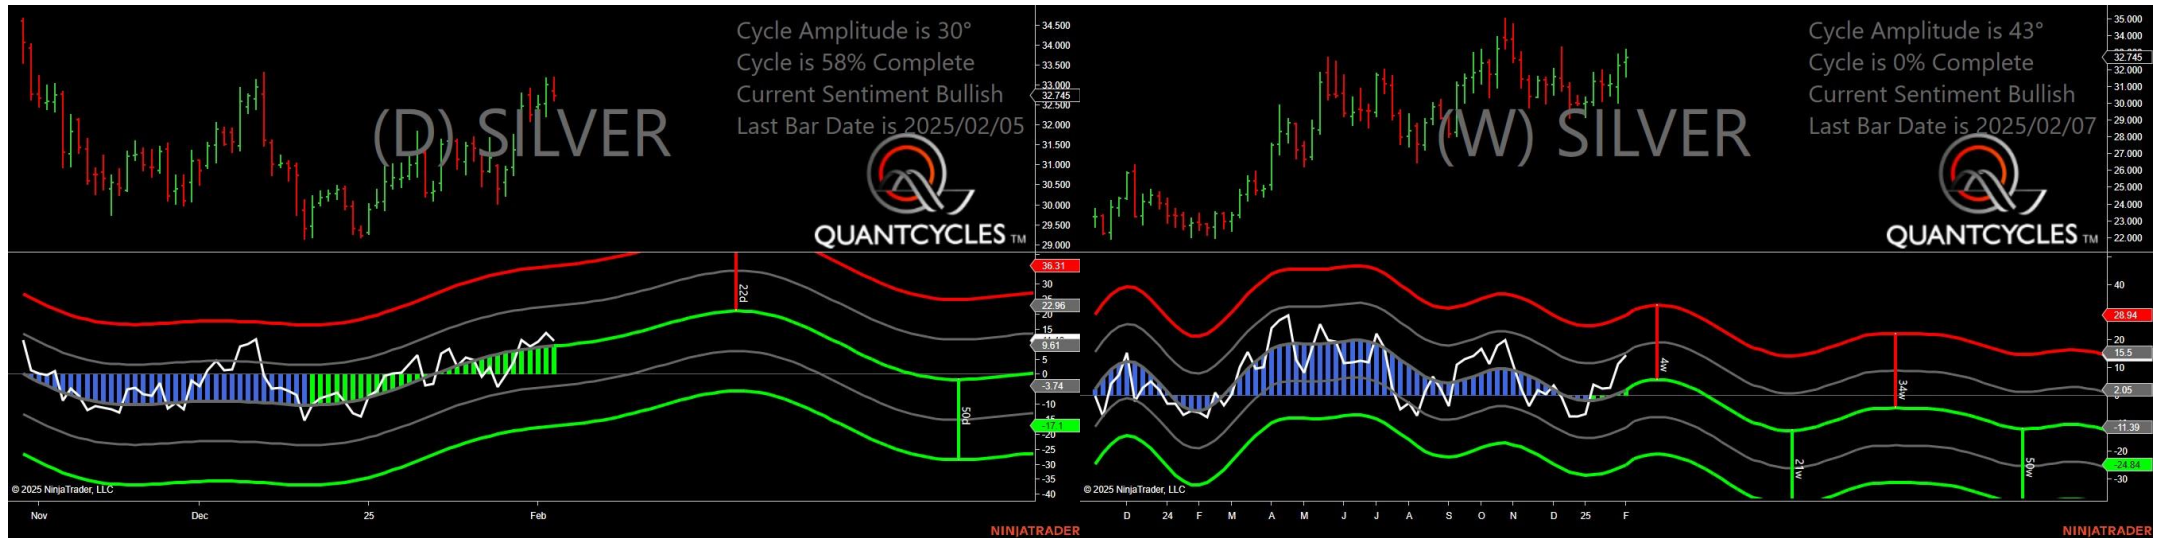 Cycle Amplitude is 30°
Cycle is 58% Complete
Current Sentiment Bullish
Last Bar Date is 2025/02/05
(D) SILVER
QUANTCYCLES TM
34.500
34.000
33.500
33.000
32.745
32.500
32.000
31.500
31.000
30.500
30.000
29.500
29.000
36.31
30
22.96
20
15
9.61
5
0
-3.74
-10
-17.1
-20
-25
-30
-35
-40
22d
50d
© 2025 NinjaTrader, LLC
Nov
Dec
25
Feb
NINJATRADER
Cycle Amplitude is 43°
Cycle is 0% Complete
Current Sentiment Bullish
Last Bar Date is 2025/02/07
(W) SILVER
QUANTCYCLES TM
35.000
34.000
32.745
32.000
31.000
30.000
29.000
28.000
27.000
26.000
25.000
24.000
23.000
22.000
40
28.94
20
15.5
10
2.05
-11.39
-20
-24.84
-30
4w
21w
34w
50w
© 2025 NinjaTrader, LLC
D
24
F
M
A
M
J
J
A
S
O
N
D
25
F
NINJATRADER